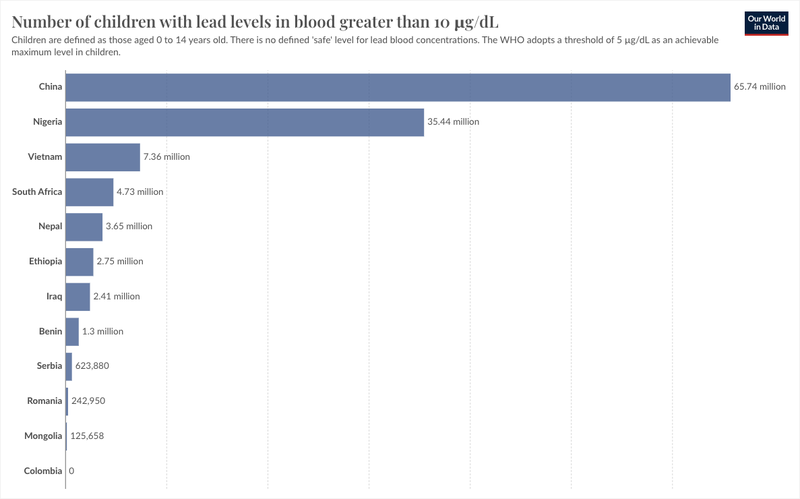 Number of children with lead levels in blood greater than 10 µg/dL
Our World
in Data
Children are defined as those aged 0 to 14 years old. There is no defined 'safe' level for lead blood concentrations. The WHO adopts a threshold of 5 µg/dL as an achievable
maximum level in children.
China 65.74 million
Nigeria 35.44 million
Vietnam 7.36 million
South Africa 4.73 million
Nepal 3.65 million
Ethiopia 2.75 million
Iraq 2.41 million
Benin 1.3 million
Serbia 623,880
Romania 242,950
Mongolia 125,658
Colombia 0